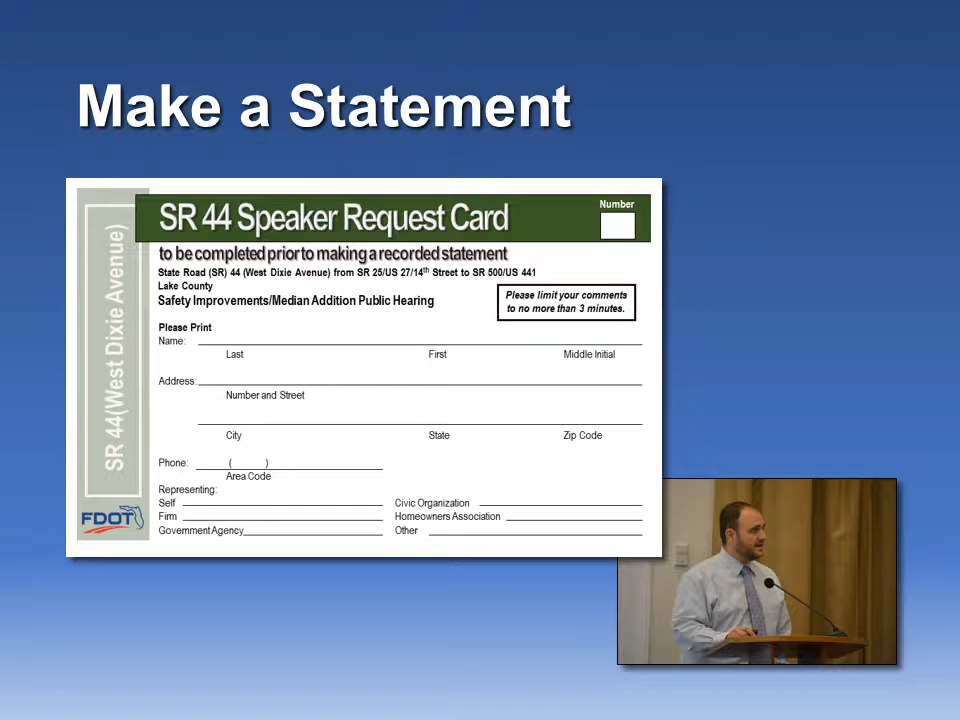 Make a Statement
SR 44 (West Dixie Avenue)
SR 44 Speaker Request Card
Number
to be completed prior to making a recorded statement
State Road (SR) 44 (West Dixie Avenue) from SR 25/US 27/14th Street to SR 500/US 441
Lake County
Safety Improvements/Median Addition Public Hearing
Please limit your comments
to no more than 3 minutes.
Please Print
Name:
Last First Middle Initial
Address:
Number and Street
City State Zip Code
Phone: ( )
Area Code
Representing:
Self Civic Organization
Firm Homeowners Association
Government Agency Other
FDOT